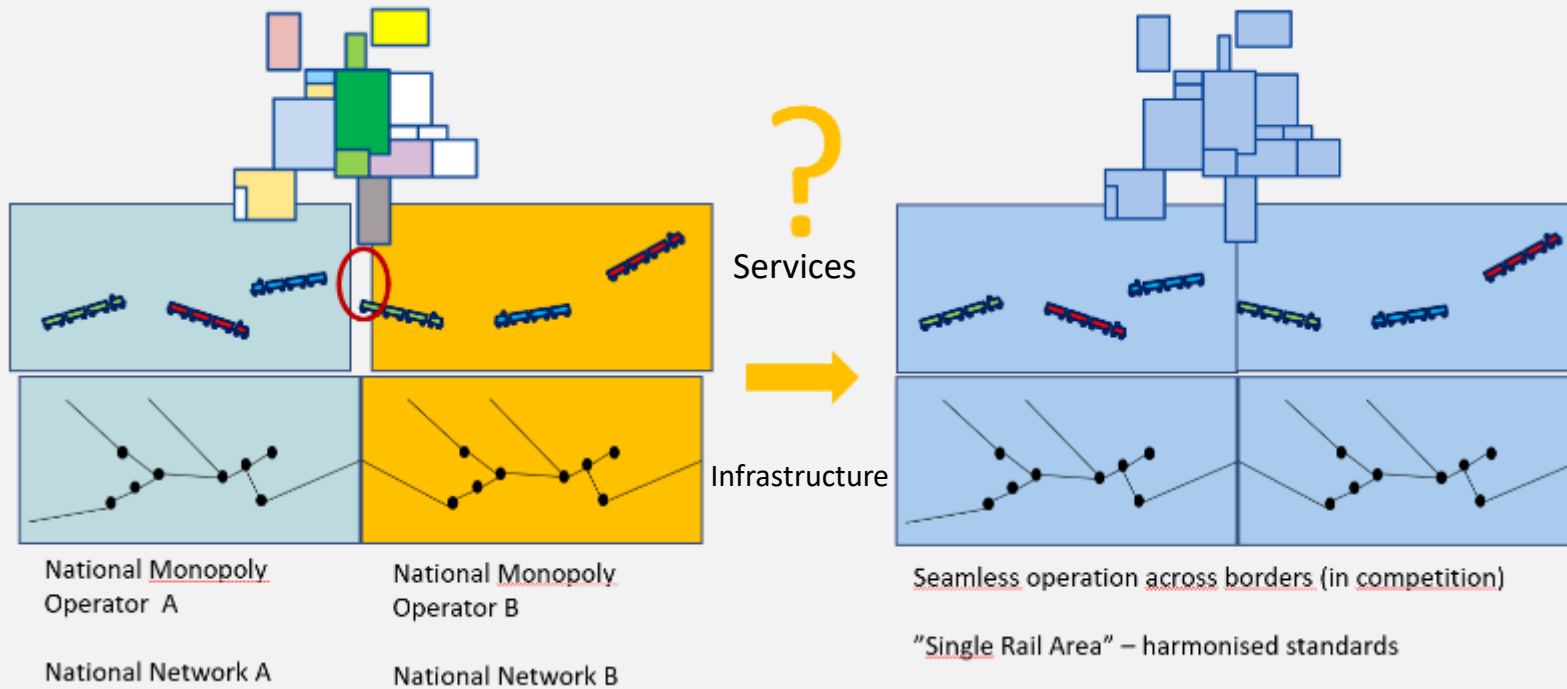 ?
Services
Infrastructure
National Monopoly
Operator A
National Network A
National Monopoly
Operator B
National Network B
Seamless operation across borders (in competition)
”Single Rail Area” – harmonised standards